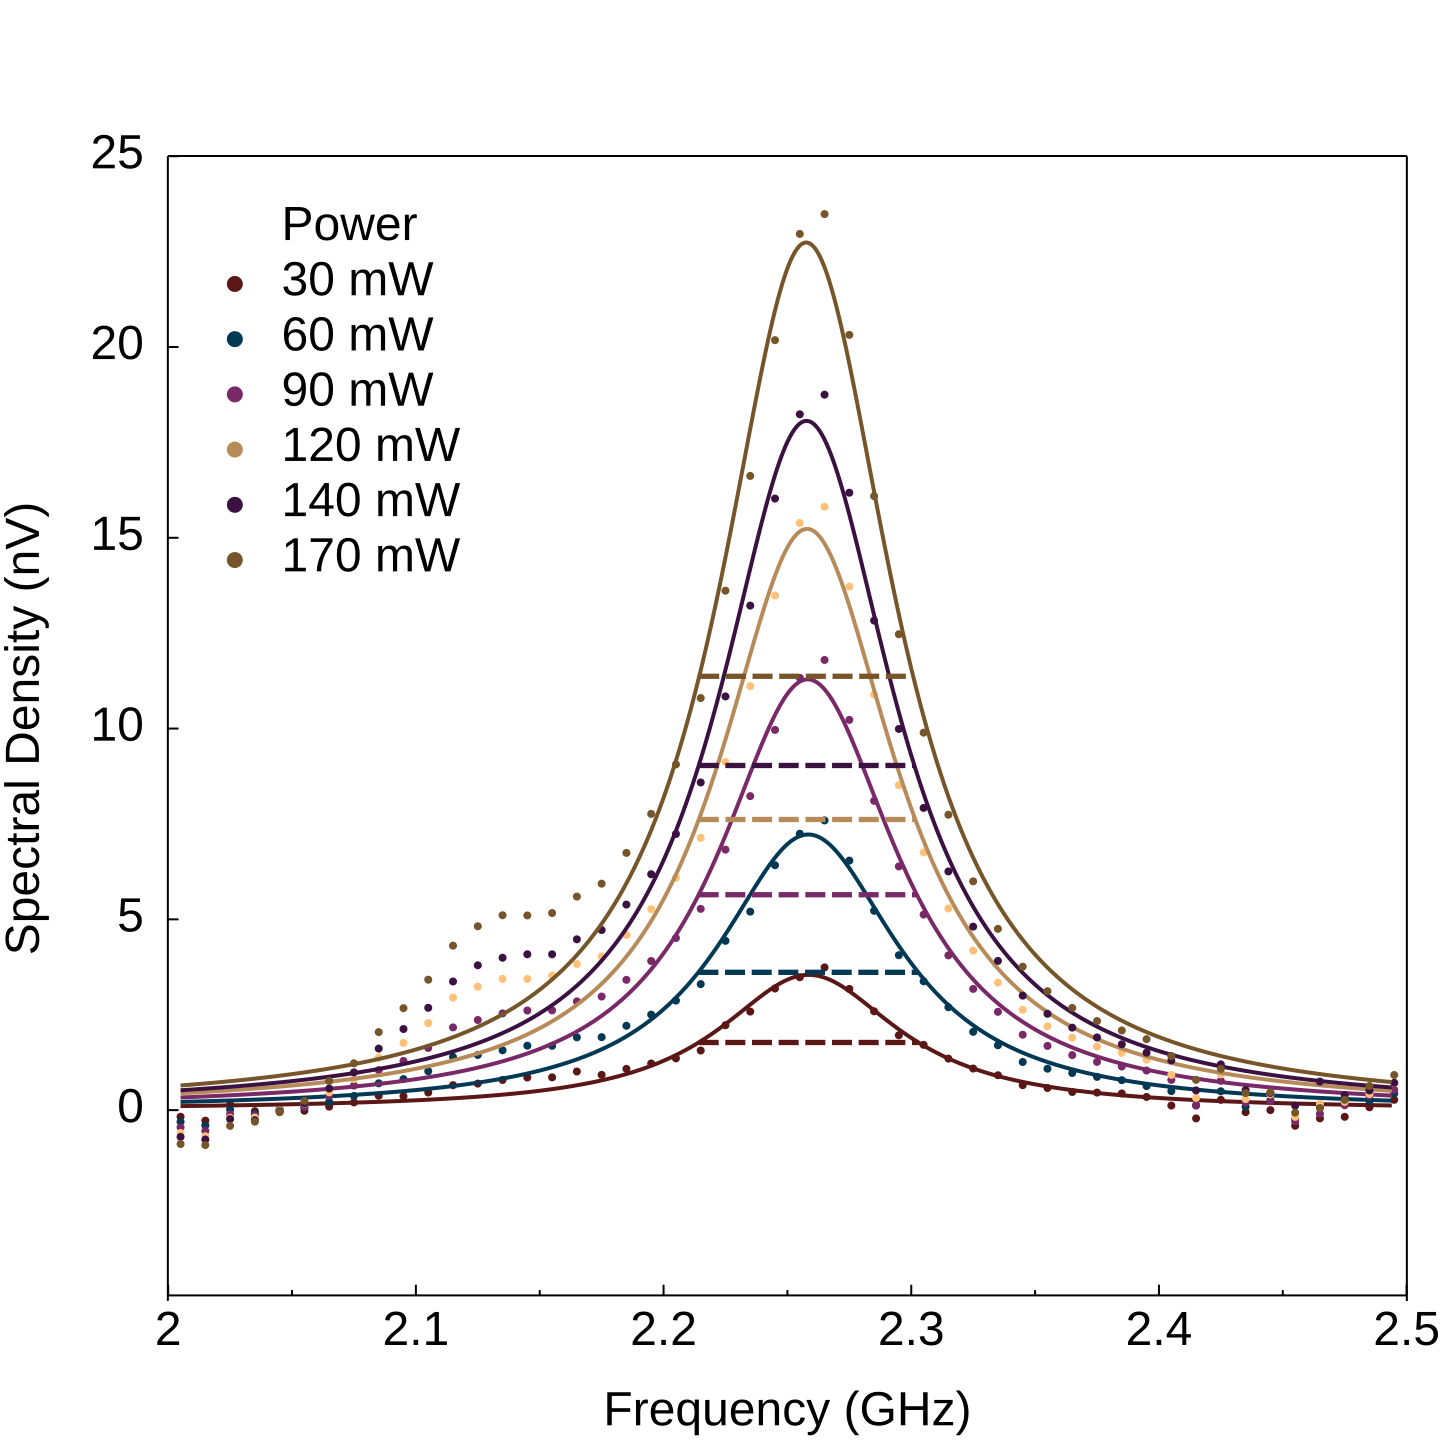 25
20
15
10
5
0
Spectral Density (nV)
Power
30 mW
60 mW
90 mW
120 mW
140 mW
170 mW
2 2.1 2.2 2.3 2.4 2.5
Frequency (GHz)